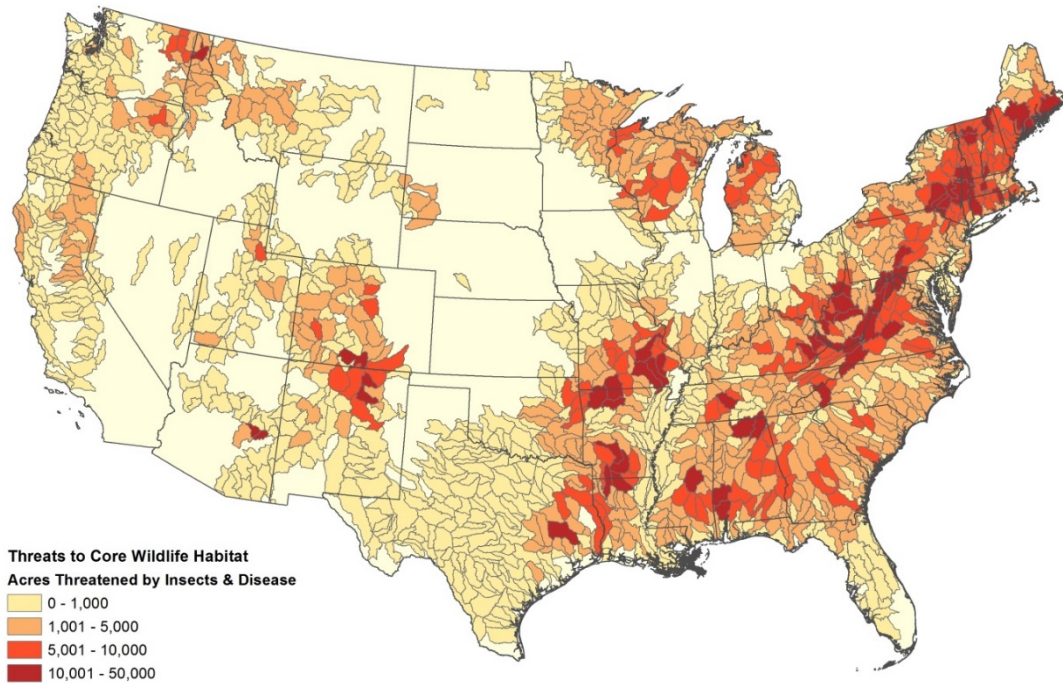 Threats to Core Wildlife Habitat
Acres Threatened by Insects & Disease
0 - 1,000
1,001 - 5,000
5,001 - 10,000
10,001 - 50,000